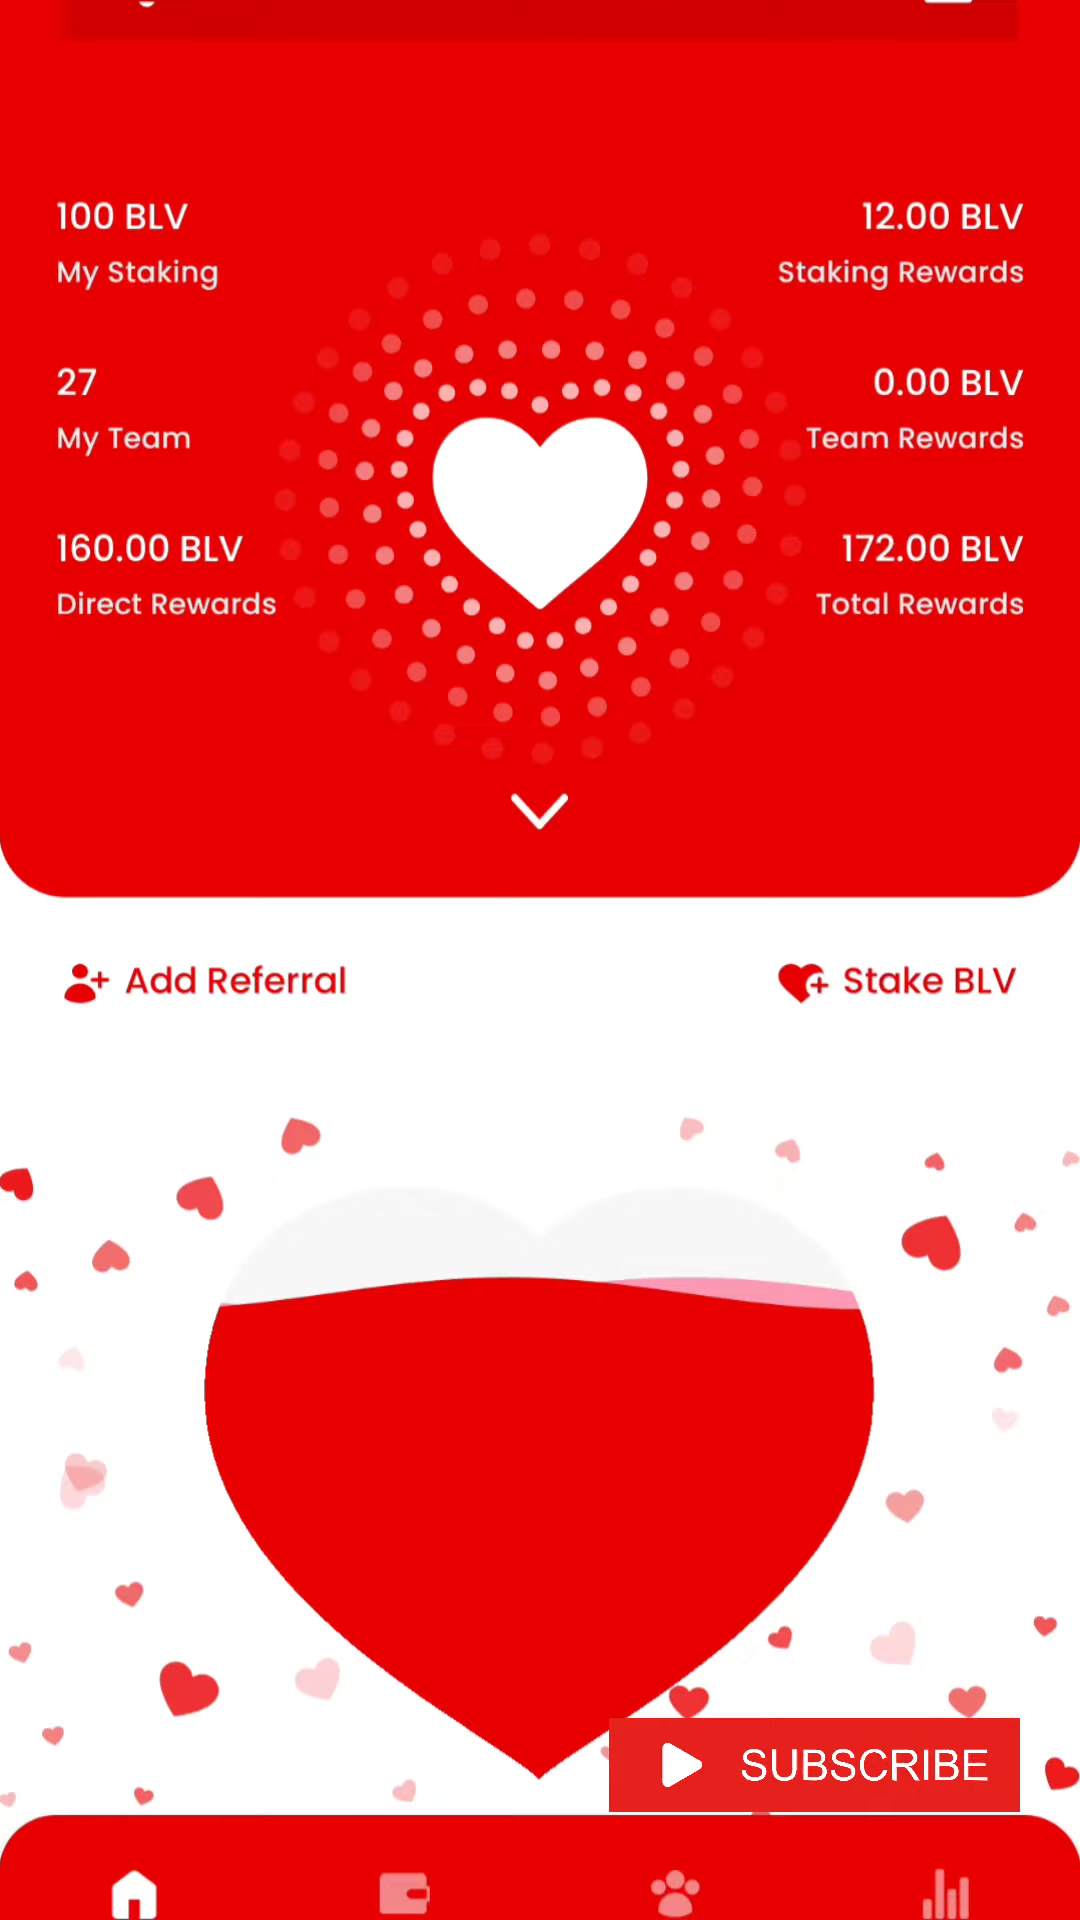 100 BLV
My Staking
12.00 BLV
Staking Rewards
27
My Team
0.00 BLV
Team Rewards
160.00 BLV
Direct Rewards
172.00 BLV
Total Rewards
Add Referral
Stake BLV
SUBSCRIBE